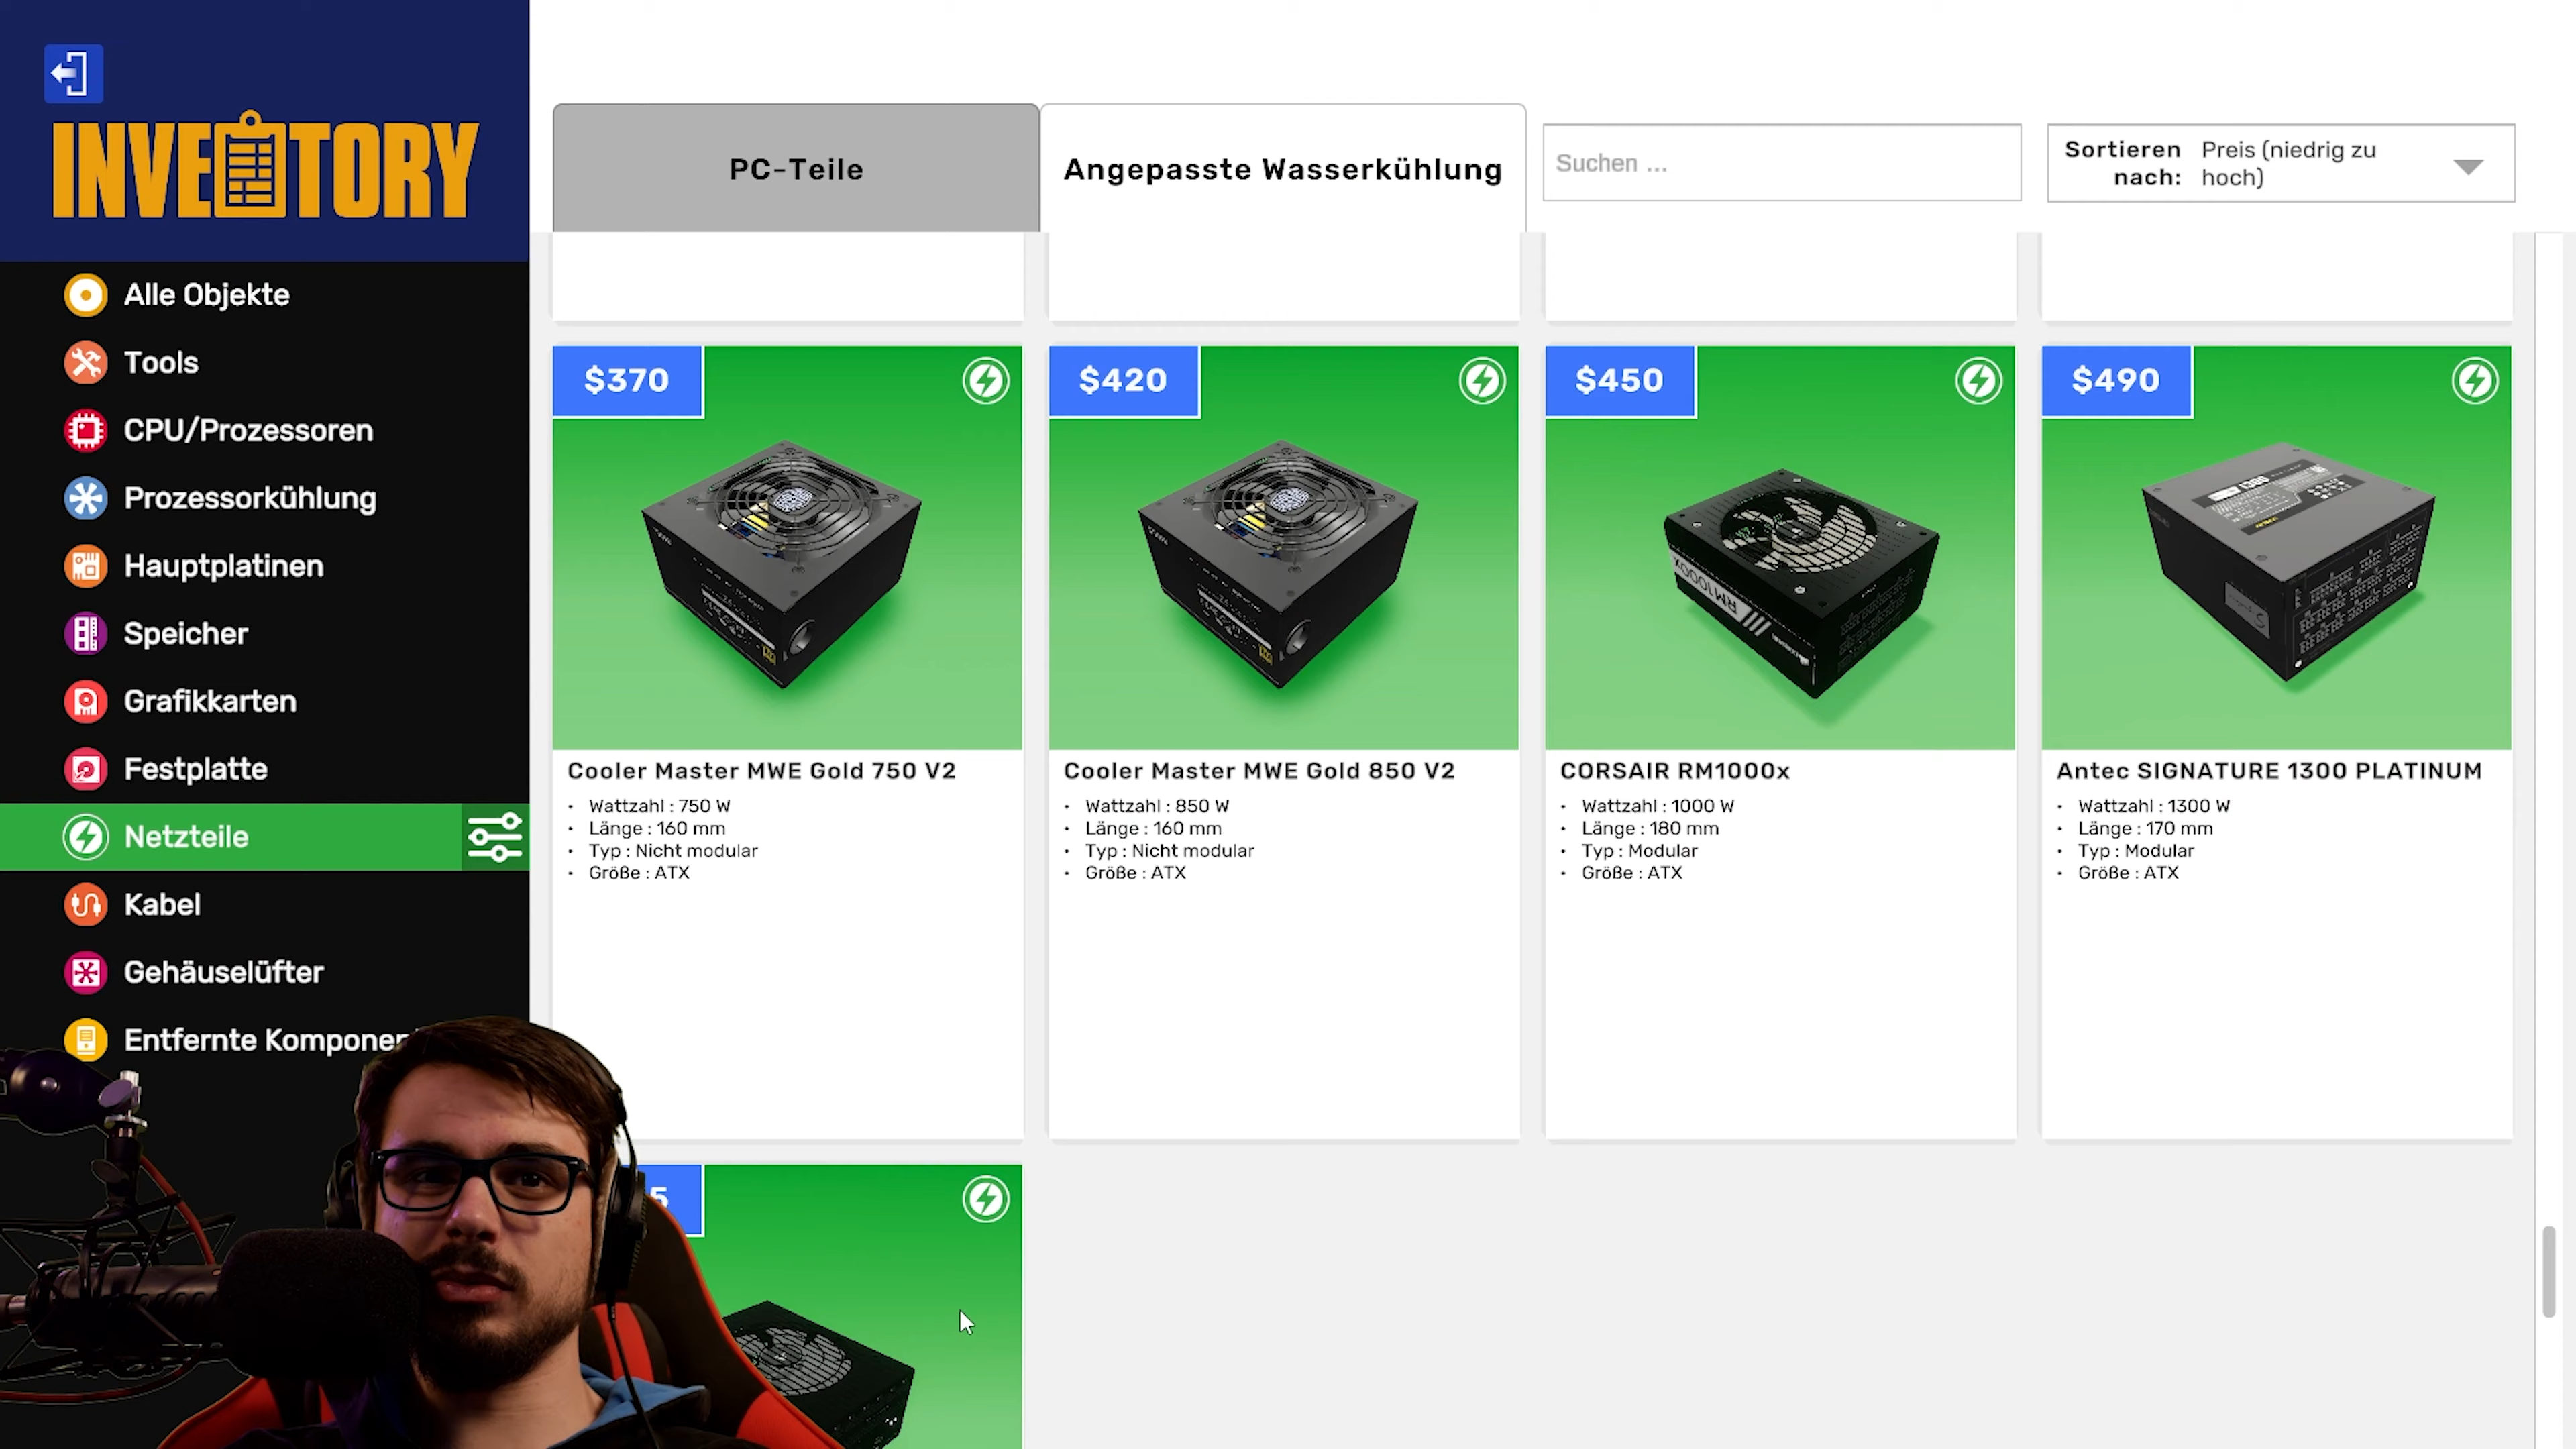 INVENTORY
PC-Teile
Angepasste Wasserkühlung
Suchen ...
Sortieren nach: Preis (niedrig zu hoch)
Alle Objekte
Tools
CPU/Prozessoren
Prozessorkühlung
Hauptplatinen
Speicher
Grafikkarten
Festplatte
Netzteile
Kabel
Gehäuselüfter
Entfernte
$370
Cooler Master MWE Gold 750 V2
• Wattzahl : 750 W
• Länge : 160 mm
• Typ : Nicht modular
• Größe : ATX
$420
Cooler Master MWE Gold 850 V2
• Wattzahl : 850 W
• Länge : 160 mm
• Typ : Nicht modular
• Größe : ATX
$450
RM1000x
CORSAIR RM1000x
• Wattzahl : 1000 W
• Länge : 180 mm
• Typ : Modular
• Größe : ATX
$490
1300
Antec SIGNATURE 1300 PLATINUM
• Wattzahl : 1300 W
• Länge : 170 mm
• Typ : Modular
• Größe : ATX